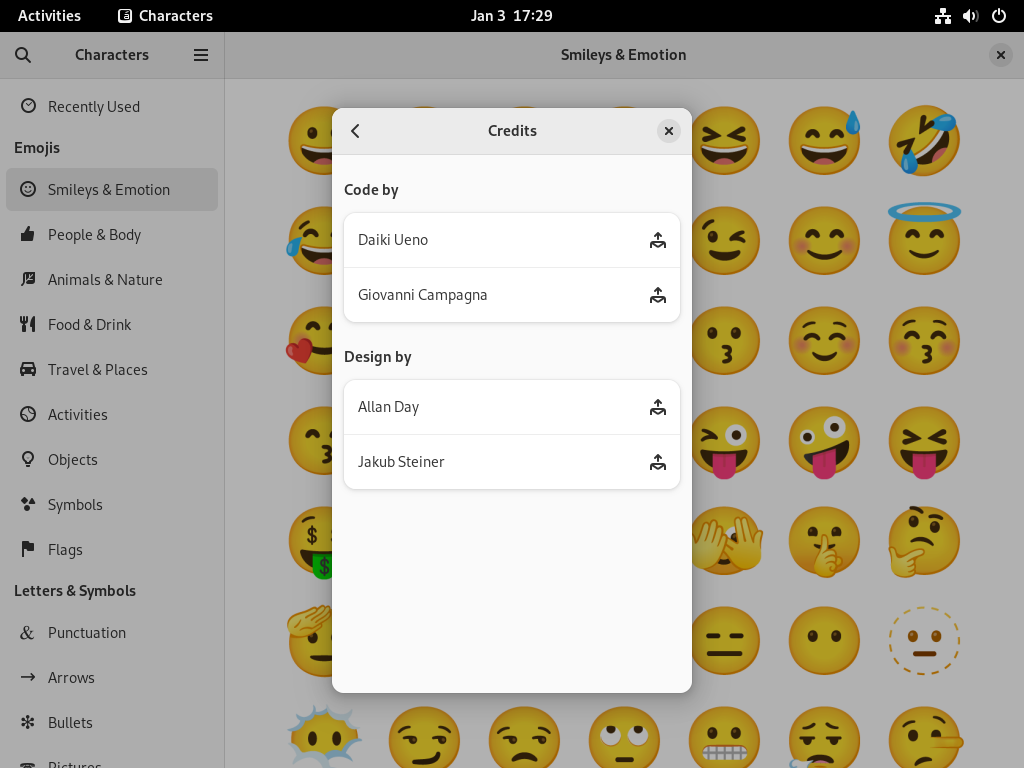 Activities
Characters
Jan 3 17:29
Characters
Smileys & Emotion
Recently Used
Emojis
Smileys & Emotion
People & Body
Animals & Nature
Food & Drink
Travel & Places
Activities
Objects
Symbols
Flags
Letters & Symbols
& Punctuation
Arrows
Bullets
Pictures
Credits
Code by
Daiki Ueno
Giovanni Campagna
Design by
Allan Day
Jakub Steiner